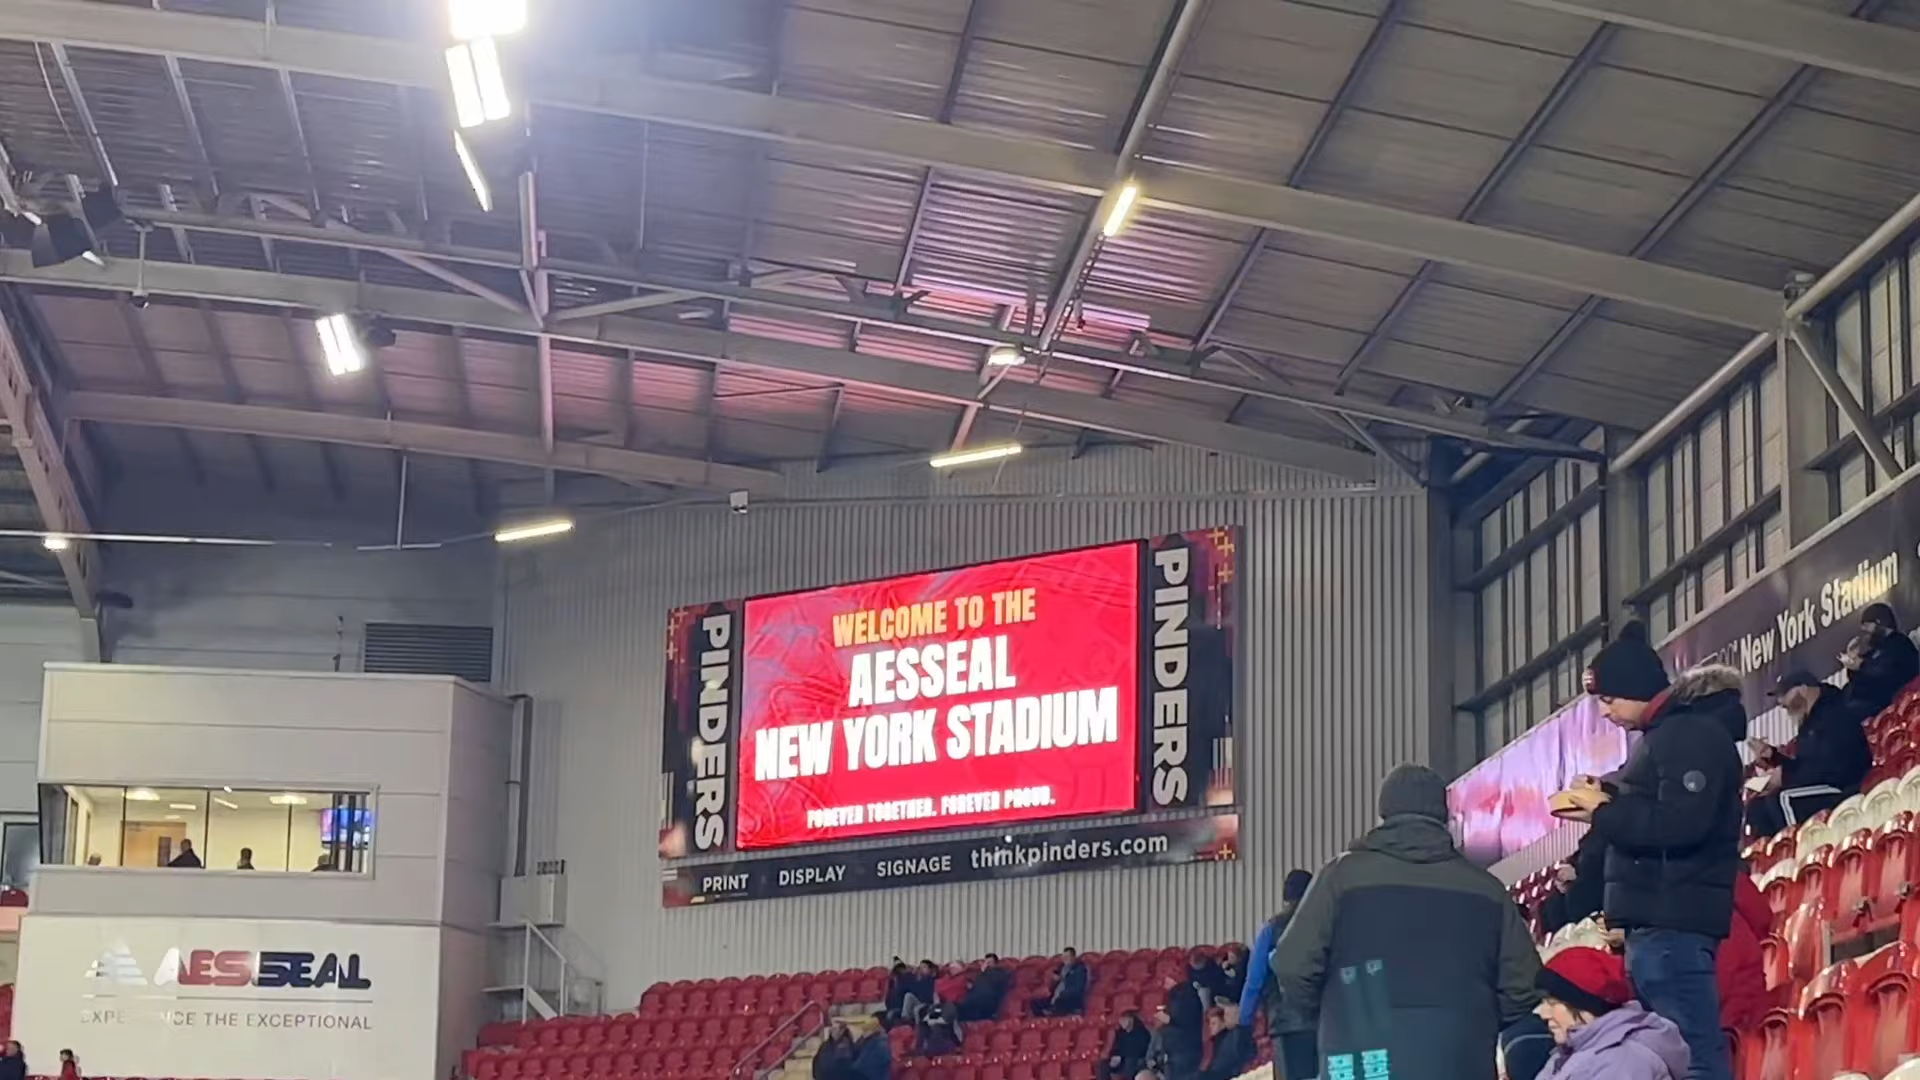 WELCOME TO THE
AESSEAL
NEW YORK STADIUM
FOREVER TOGETHER. FOREVER PROUD.
PINDERS
PINDERS
PRINT DISPLAY SIGNAGE thinkpinders.com
New York Stadium
AESSEAL
EXPERIENCE THE EXCEPTIONAL